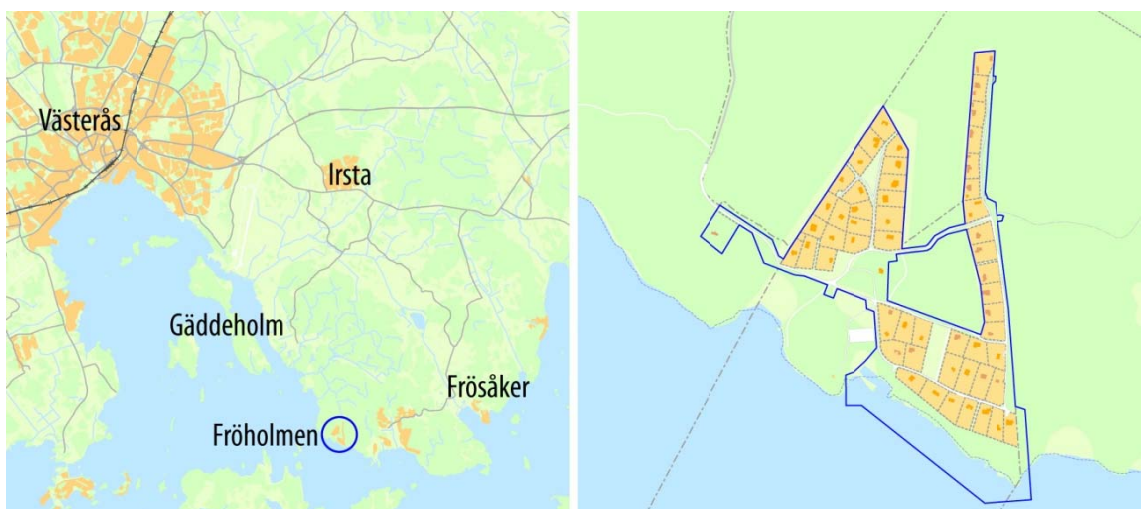 Västerås
Irsta
Gäddeholm
Frösåker
Fröholmen